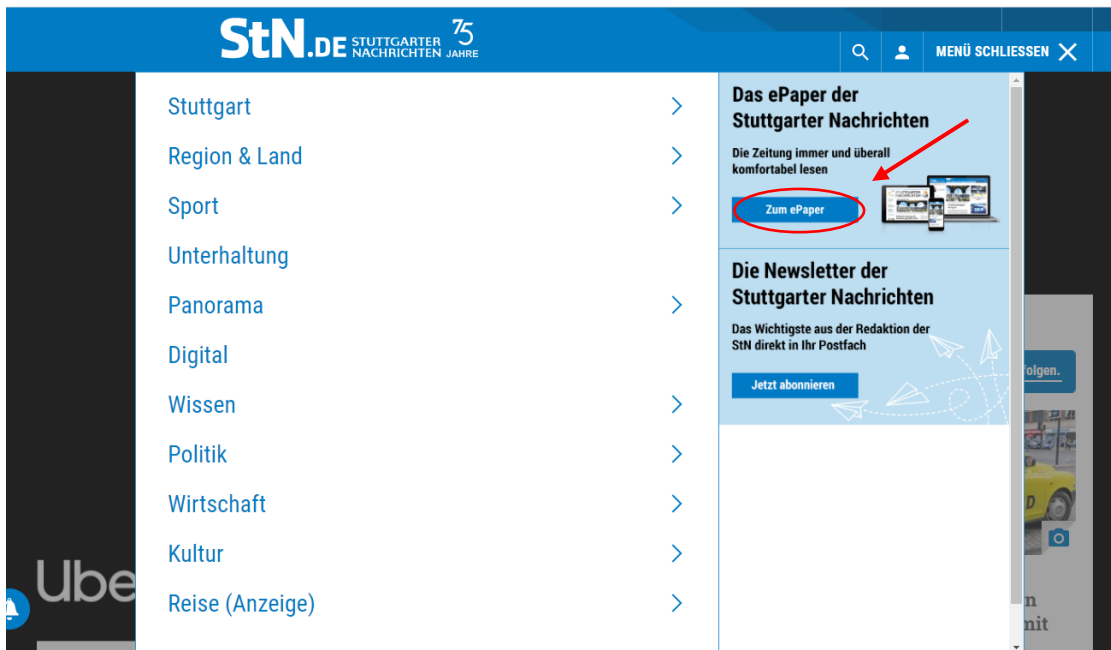 StN.DE STUTTGARTER NACHRICHTEN 75 JAHRE
MENÜ SCHLIESSEN
Stuttgart
Region & Land
Sport
Unterhaltung
Panorama
Digital
Wissen
Politik
Wirtschaft
Kultur
Reise (Anzeige)
Das ePaper der
Stuttgarter Nachrichten
Die Zeitung immer und überall
komfortabel lesen
Zum ePaper
Die Newsletter der
Stuttgarter Nachrichten
Das Wichtigste aus der Redaktion der
StN direkt in Ihr Postfach
Jetzt abonnieren
folgen.
Ube
n
mit